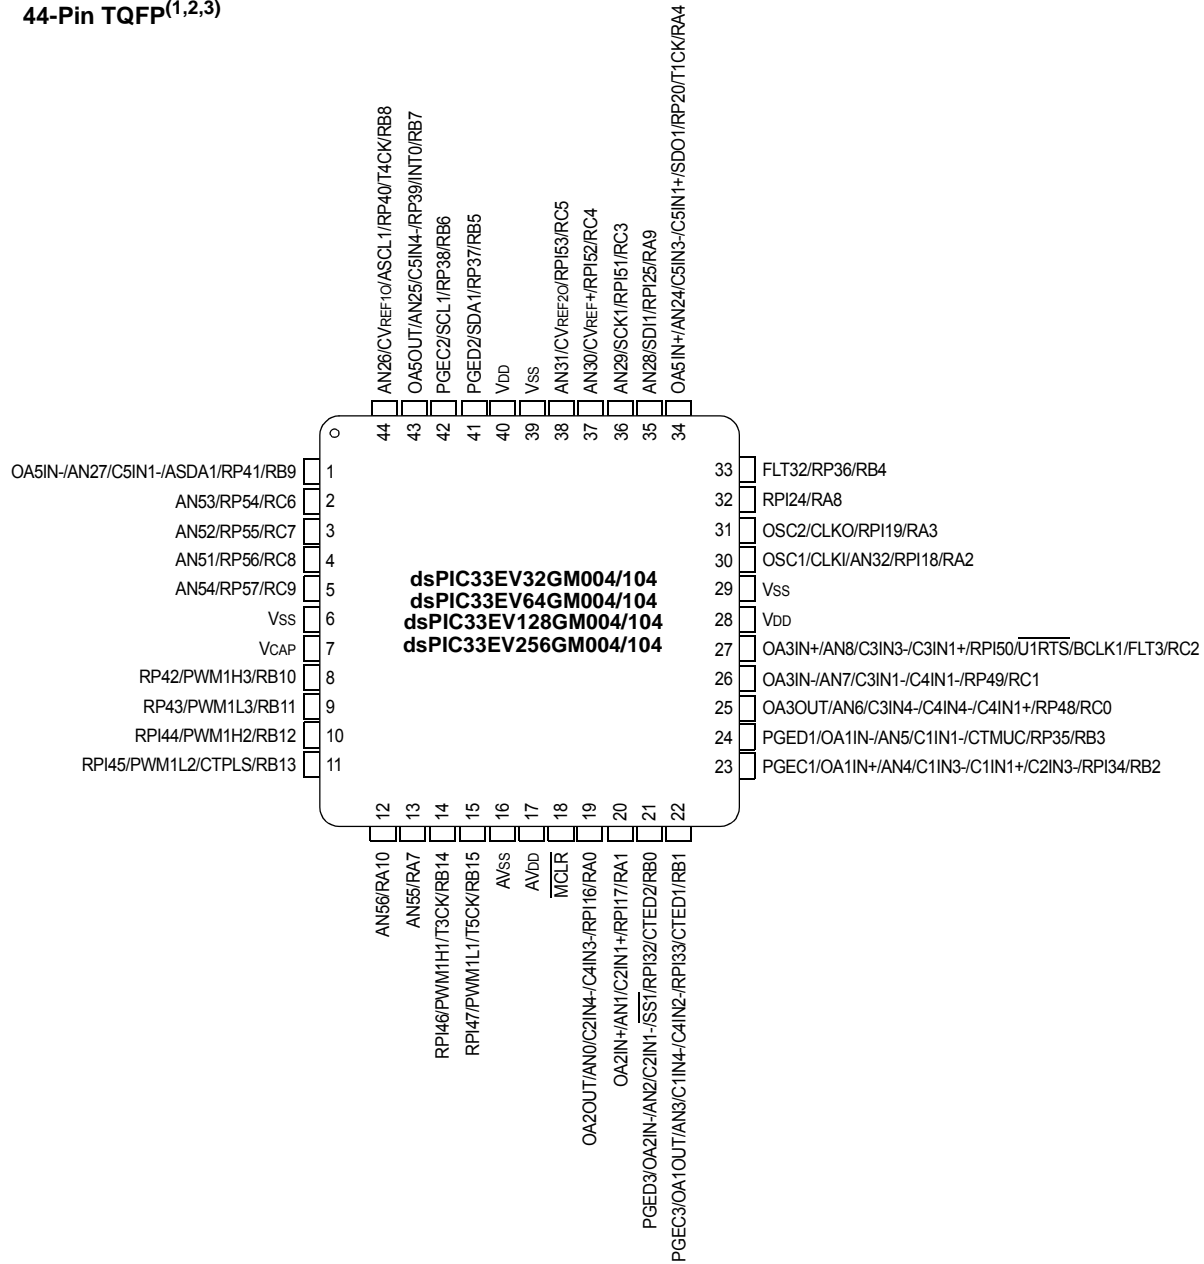 44-Pin TQFP(1,2,3)
AN26/CVREF1O/ASCL1/RP40/T4CK/RB8
OA5OUT/AN25/C5IN4-/RP39/INT0/RB7
PGEC2/SCL1/RP38/RB6
PGED2/SDA1/RP37/RB5
VDD
VSS
AN31/CVREF2O/RPI53/RC5
AN30/CVREF+/RPI52/RC4
AN29/SCK1/RPI51/RC3
AN28/SDI1/RPI25/RA9
OA5IN+/AN24/C5IN3-/C5IN1+/SDO1/RP20/T1CK/RA4
44
43
42
41
40
39
38
37
36
35
34
OA5IN-/AN27/C5IN1-/ASDA1/RP41/RB9 1
AN53/RP54/RC6 2
AN52/RP55/RC7 3
AN51/RP56/RC8 4
AN54/RP57/RC9 5
VSS 6
VCAP 7
RP42/PWM1H3/RB10 8
RP43/PWM1L3/RB11 9
RPI44/PWM1H2/RB12 10
RPI45/PWM1L2/CTPLS/RB13 11
dsPIC33EV32GM004/104
dsPIC33EV64GM004/104
dsPIC33EV128GM004/104
dsPIC33EV256GM004/104
33 FLT32/RP36/RB4
32 RPI24/RA8
31 OSC2/CLKO/RPI19/RA3
30 OSC1/CLKI/AN32/RPI18/RA2
29 VSS
28 VDD
27 OA3IN+/AN8/C3IN3-/C3IN1+/RPI50/U1RTS/BCLK1/FLT3/RC2
26 OA3IN-/AN7/C3IN1-/C4IN1-/RP49/RC1
25 OA3OUT/AN6/C3IN4-/C4IN4-/C4IN1+/RP48/RC0
24 PGED1/OA1IN-/AN5/C1IN1-/CTMUC/RP35/RB3
23 PGEC1/OA1IN+/AN4/C1IN3-/C1IN1+/C2IN3-/RPI34/RB2
12
13
14
15
16
17
18
19
20
21
22
AN56/RA10
AN55/RA7
RPI46/PWM1H1/T3CK/RB14
RPI47/PWM1L1/T5CK/RB15
AVSS
AVDD
MCLR
OA2OUT/AN0/C2IN4-/C4IN3-/RPI16/RA0
OA2IN+/AN1/C2IN1+/RPI17/RA1
PGED3/OA2IN-/AN2/C2IN1-/SS1/RPI32/CTED2/RB0
PGEC3/OA1OUT/AN3/C1IN4-/C4IN2-/RPI33/CTED1/RB1